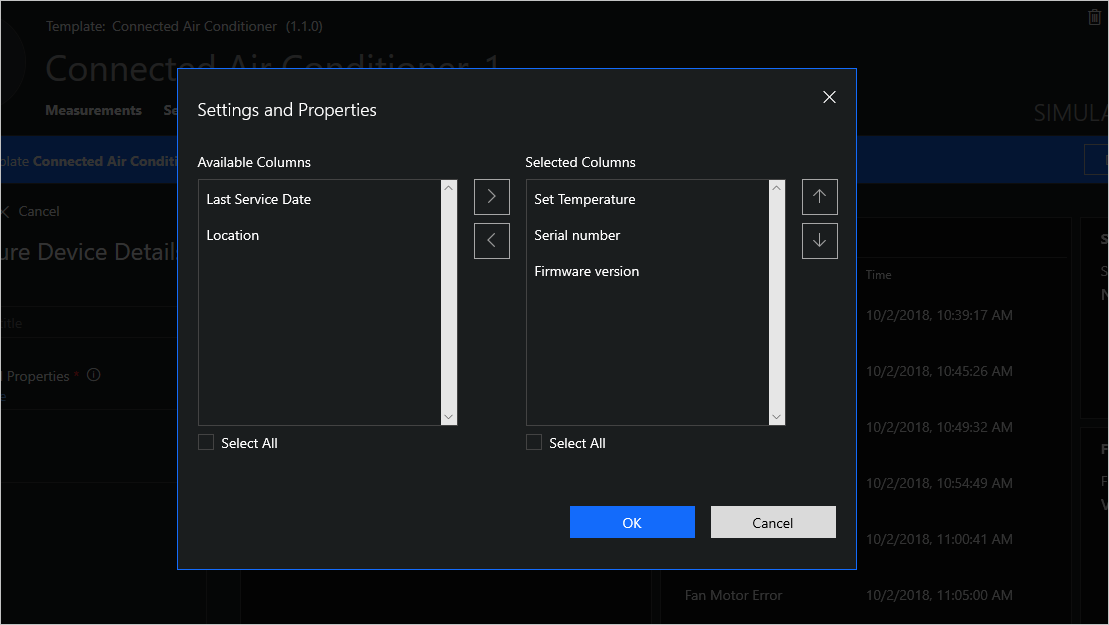 Template: Connected Air Conditioner (1.1.0)
Connected Air Conditioner-1
Measurements
SIMULA
plate Connected Air Conditi
Cancel
ure Device Details
Properties *
Settings and Properties
Available Columns
Last Service Date
Location
Select All
Selected Columns
Set Temperature
Serial number
Firmware version
Select All
OK
Cancel
Time
10/2/2018, 10:39:17 AM
10/2/2018, 10:45:26 AM
10/2/2018, 10:49:32 AM
10/2/2018, 10:54:49 AM
10/2/2018, 11:00:41 AM
Fan Motor Error
10/2/2018, 11:05:00 AM